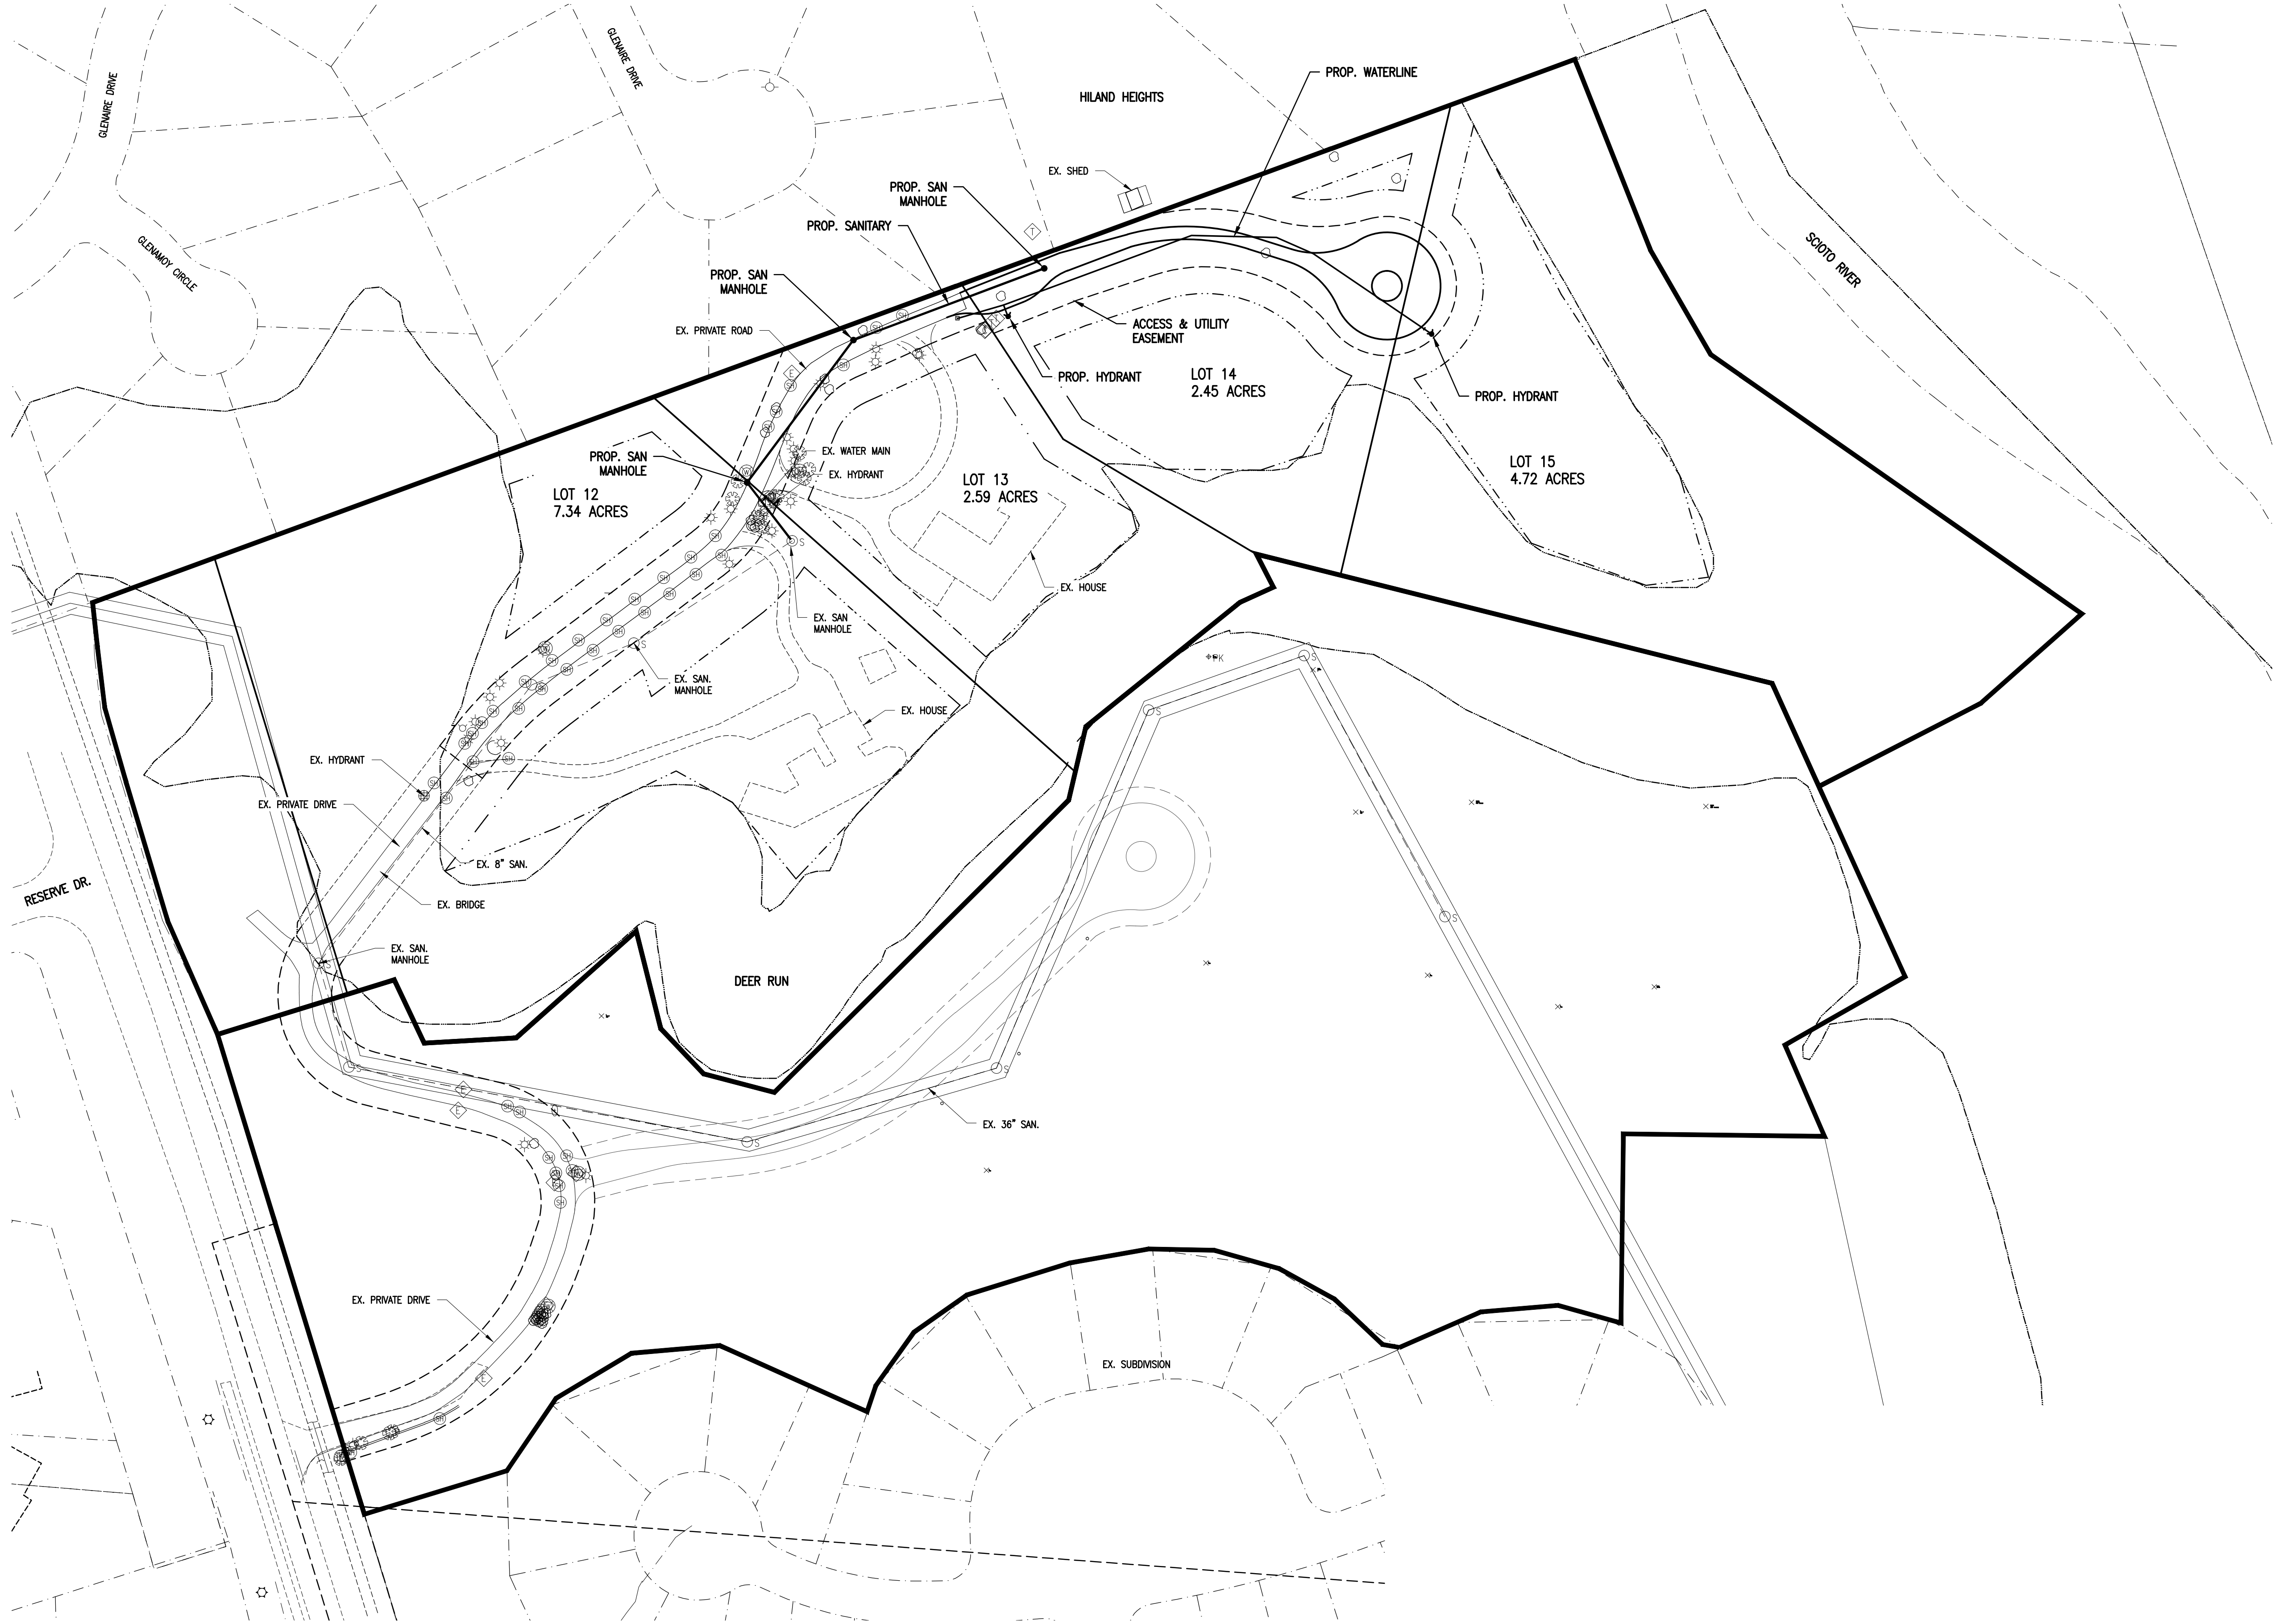 GLENAIRE DRIVE
GLENAIRE DRIVE
HILAND HEIGHTS
PROP. WATERLINE
EX. SHED
PROP. SAN
MANHOLE
PROP. SANITARY
GLENAMOY CIRCLE
SCIOTO RIVER
PROP. SAN
MANHOLE
EX. PRIVATE ROAD
ACCESS & UTILITY
EASEMENT
PROP. HYDRANT
LOT 14
2.45 ACRES
PROP. HYDRANT
PROP. SAN
MANHOLE
EX. WATER MAIN
EX. HYDRANT
LOT 12
7.34 ACRES
LOT 13
2.59 ACRES
LOT 15
4.72 ACRES
EX. HOUSE
EX. SAN
MANHOLE
EX. SAN.
MANHOLE
EX. HOUSE
EX. HYDRANT
EX. PRIVATE DRIVE
EX. 8" SAN.
EX. BRIDGE
RESERVE DR.
EX. SAN.
MANHOLE
DEER RUN
EX. 36" SAN.
EX. PRIVATE DRIVE
EX. SUBDIVISION